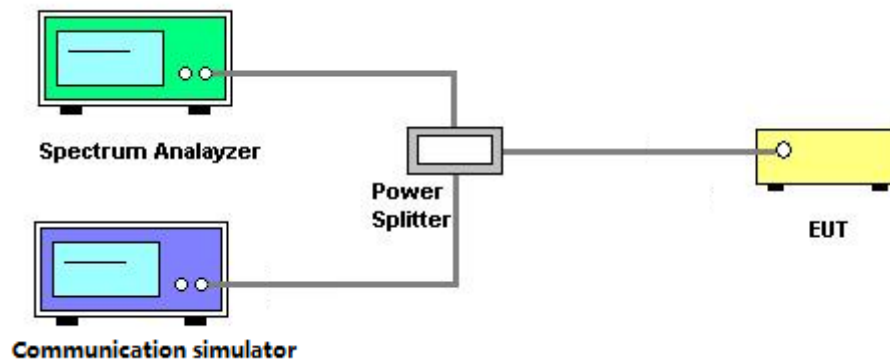 Spectrum Analayzer
Power
Splitter
EUT
Communication simulator